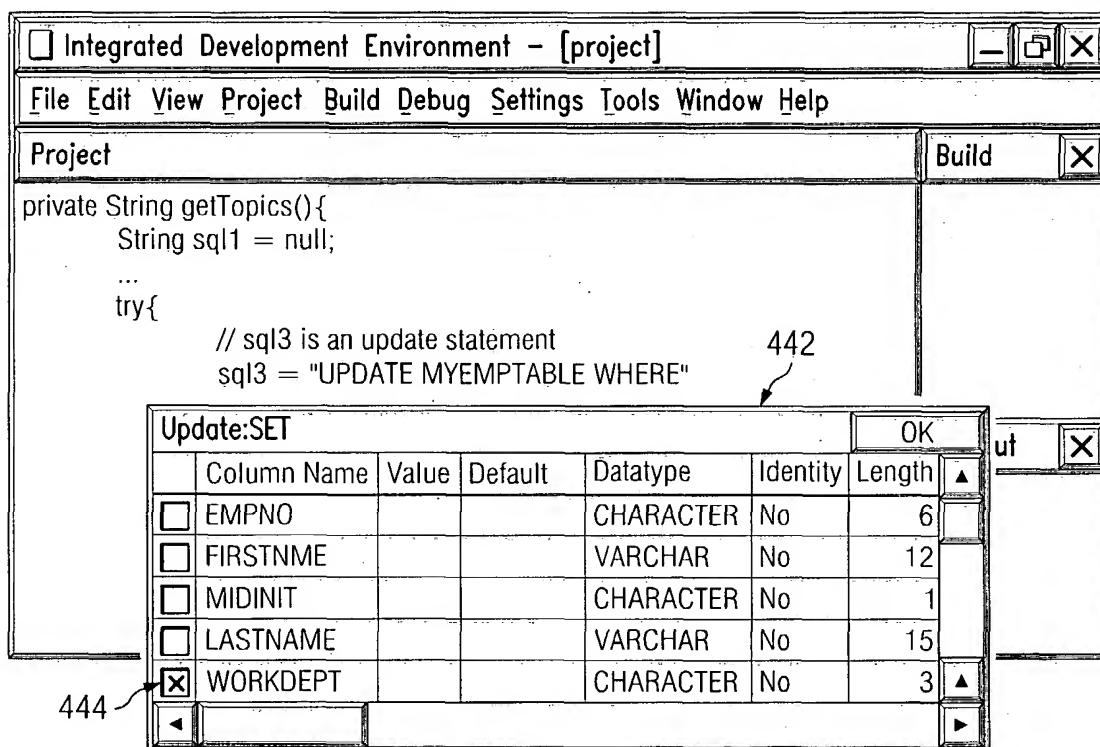 Integrated Development Environment – [project]
File Edit View Project Build Debug Settings Tools Window Help
Project
Build
private String getTopics(){
String sql1 = null;
...
try{
// sql3 is an update statement
sql3 = "UPDATE MYEMPTABLE WHERE"
442
Update:SET OK
ut
Column Name Value Default Datatype Identity Length
EMPNO CHARACTER No 6
FIRSTNME VARCHAR No 12
MIDINIT CHARACTER No 1
LASTNAME VARCHAR No 15
WORKDEPT CHARACTER No 3
444